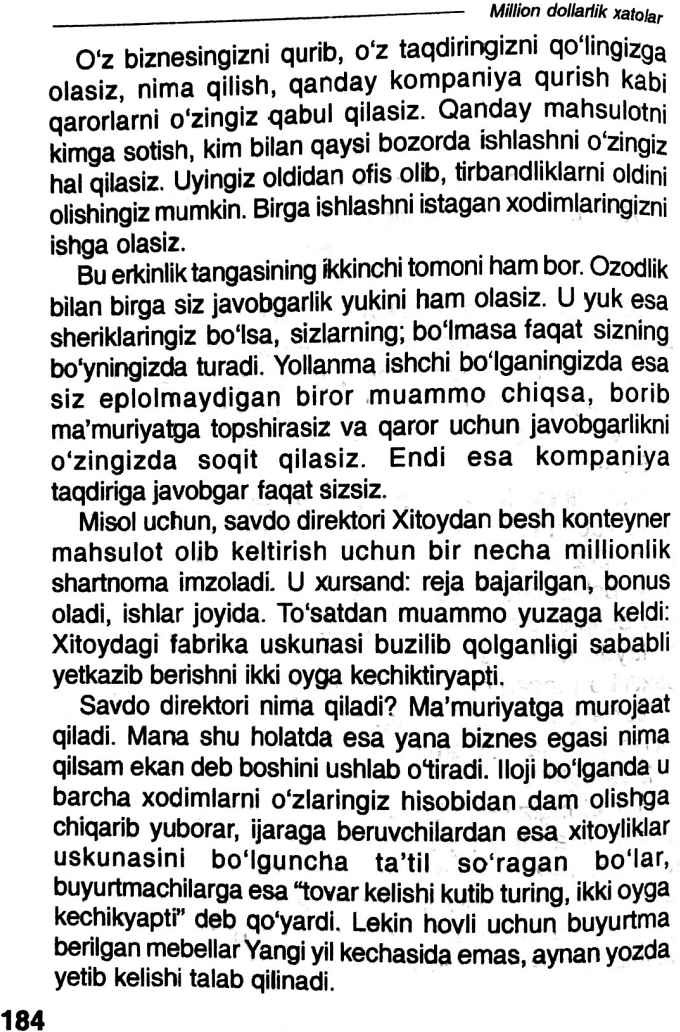 Million dollarlik xatolar
O‘z biznesingizni qurib, o‘z taqdiringizni qo‘lingizga
olasiz, nima qilish, qanday kompaniya qurish kabi
qarorlarni o‘zingiz qabul qilasiz. Qanday mahsulotni
kimga sotish, kim bilan qaysi bozorda ishlashni o‘zingiz
hal qilasiz. Uyingiz oldidan ofis olib, tirbandliklarni oldini
olishingiz mumkin. Birga ishlashni istagan xodimlaringizni
ishga olasiz.
Bu erkinlik tangasining ikkinchi tomoni ham bor. Ozodlik
bilan birga siz javobgarlik yukini ham olasiz. U yuk esa
sheriklaringiz bo‘lsa, sizlarning; bo‘lmasa faqat sizning
bo‘yningizda turadi. Yollanma ishchi bo‘lganingizda esa
siz eplolmaydigan biror muammo chiqsa, borib
ma’muriyatga topshirasiz va qaror uchun javobgarlikni
o‘zingizda soqit qilasiz. Endi esa kompaniya
taqdiriga javobgar faqat sizsiz.
Misol uchun, savdo direktori Xitoydan besh konteyner
mahsulot olib keltirish uchun bir necha millionlik
shartnoma imzoladi. U xursand: reja bajarilgan, bonus
oladi, ishlar joyida. To‘satdan muammo yuzaga keldi:
Xitoydagi fabrika uskunasi buzilib qolganligi sababli
yetkazib berishni ikki oyga kechiktiryapti.
Savdo direktori nima qiladi? Ma’muriyatga murojaat
qiladi. Mana shu holatda esa yana biznes egasi nima
qilsam ekan deb boshini ushlab o‘tiradi. Iloji bo‘lganda u
barcha xodimlarni o‘zlaringiz hisobidan dam olishga
chiqarib yuborar, ijaraga beruvchilardan esa xitoyliklar
uskunasini bo‘lguncha ta’til so‘ragan bo‘lar,
buyurtmachilarga esa “tovar kelishi kutib turing, ikki oyga
kechikyapti” deb qo‘yardi. Lekin hovli uchun buyurtma
berilgan mebellar Yangi yil kechasida emas, aynan yozda
yetib kelishi talab qilinadi.
184